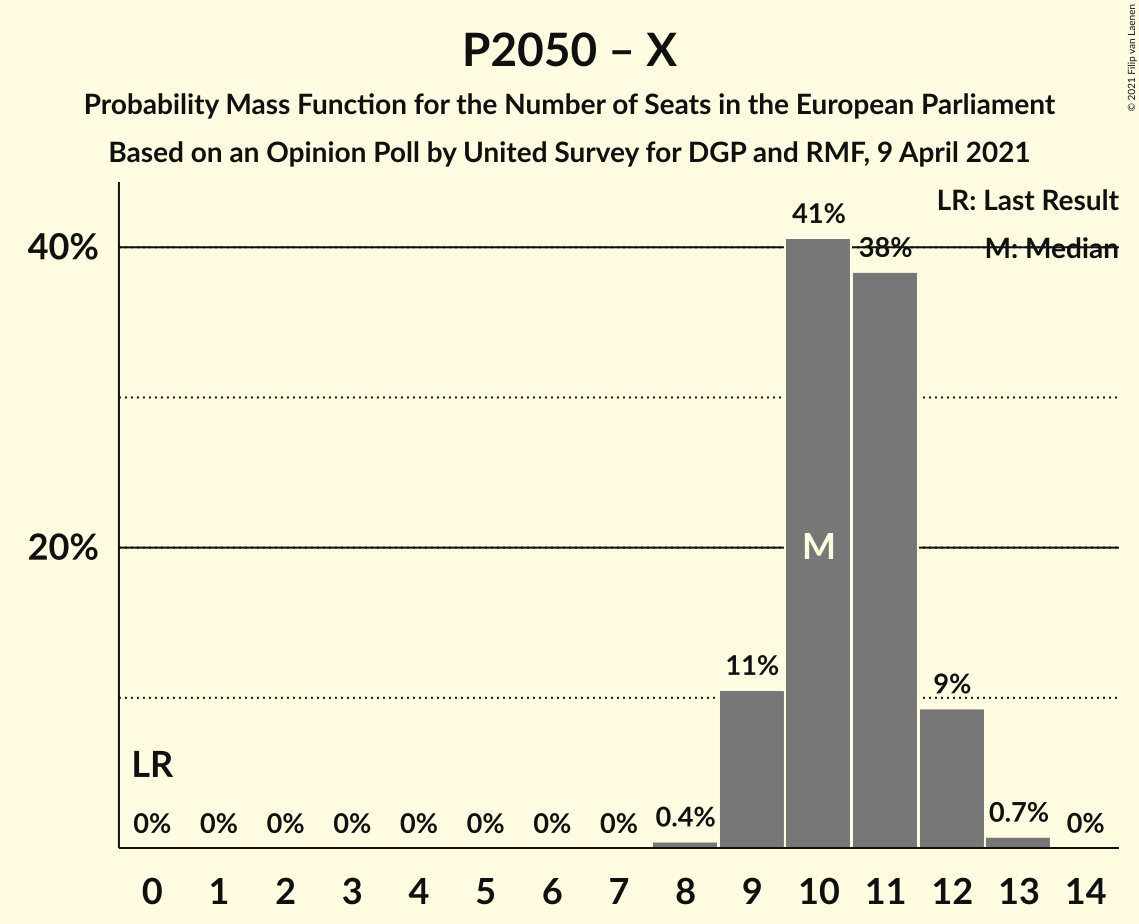 P2050 – X
Probability Mass Function for the Number of Seats in the European Parliament
Based on an Opinion Poll by United Survey for DGP and RMF, 9 April 2021
© 2021 Filip van Laenen
LR: Last Result
M: Median
40%
20%
41%
38%
M
11%
9%
LR
0% 0% 0% 0% 0% 0% 0% 0% 0.4% 0.7% 0%
0 1 2 3 4 5 6 7 8 9 10 11 12 13 14